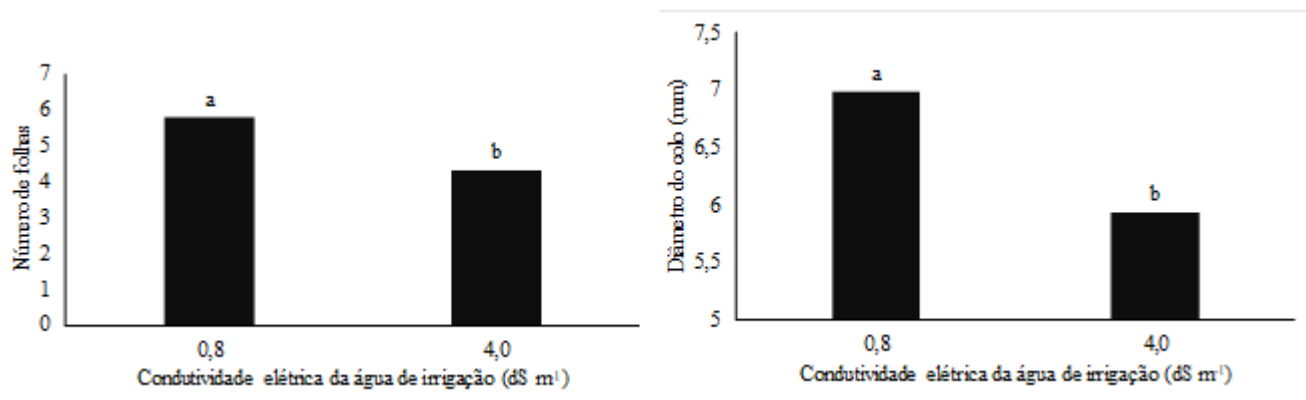 Número de folhas
7
6
5
4
3
2
1
0
a
b
0,8
4,0
Condutividade elétrica da água de irrigação (dS m¹)
Diâmetro do colo (mm)
7,5
7
6,5
6
5,5
5
a
b
0,8
4,0
Condutividade elétrica da água de irrigação (dS m⁻¹)